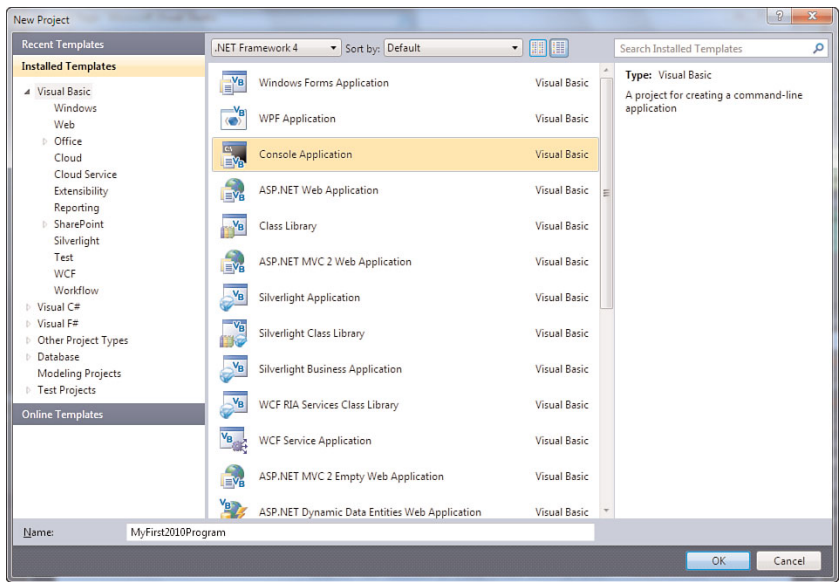 New Project
Recent Templates
Installed Templates
Visual Basic
Windows
Web
Office
Cloud
Cloud Service
Extensibility
Reporting
SharePoint
Silverlight
Test
WCF
Workflow
Visual C#
Visual F#
Other Project Types
Database
Modeling Projects
Test Projects
Online Templates
.NET Framework 4 Sort by: Default
Windows Forms Application Visual Basic
WPF Application Visual Basic
Console Application Visual Basic
ASP.NET Web Application Visual Basic
Class Library Visual Basic
ASP.NET MVC 2 Web Application Visual Basic
Silverlight Application Visual Basic
Silverlight Class Library Visual Basic
Silverlight Business Application Visual Basic
WCF RIA Services Class Library Visual Basic
WCF Service Application Visual Basic
ASP.NET MVC 2 Empty Web Application Visual Basic
ASP.NET Dynamic Data Entities Web Application Visual Basic
Search Installed Templates
Type: Visual Basic
A project for creating a command-line
application
Name: MyFirst2010Program
OK Cancel